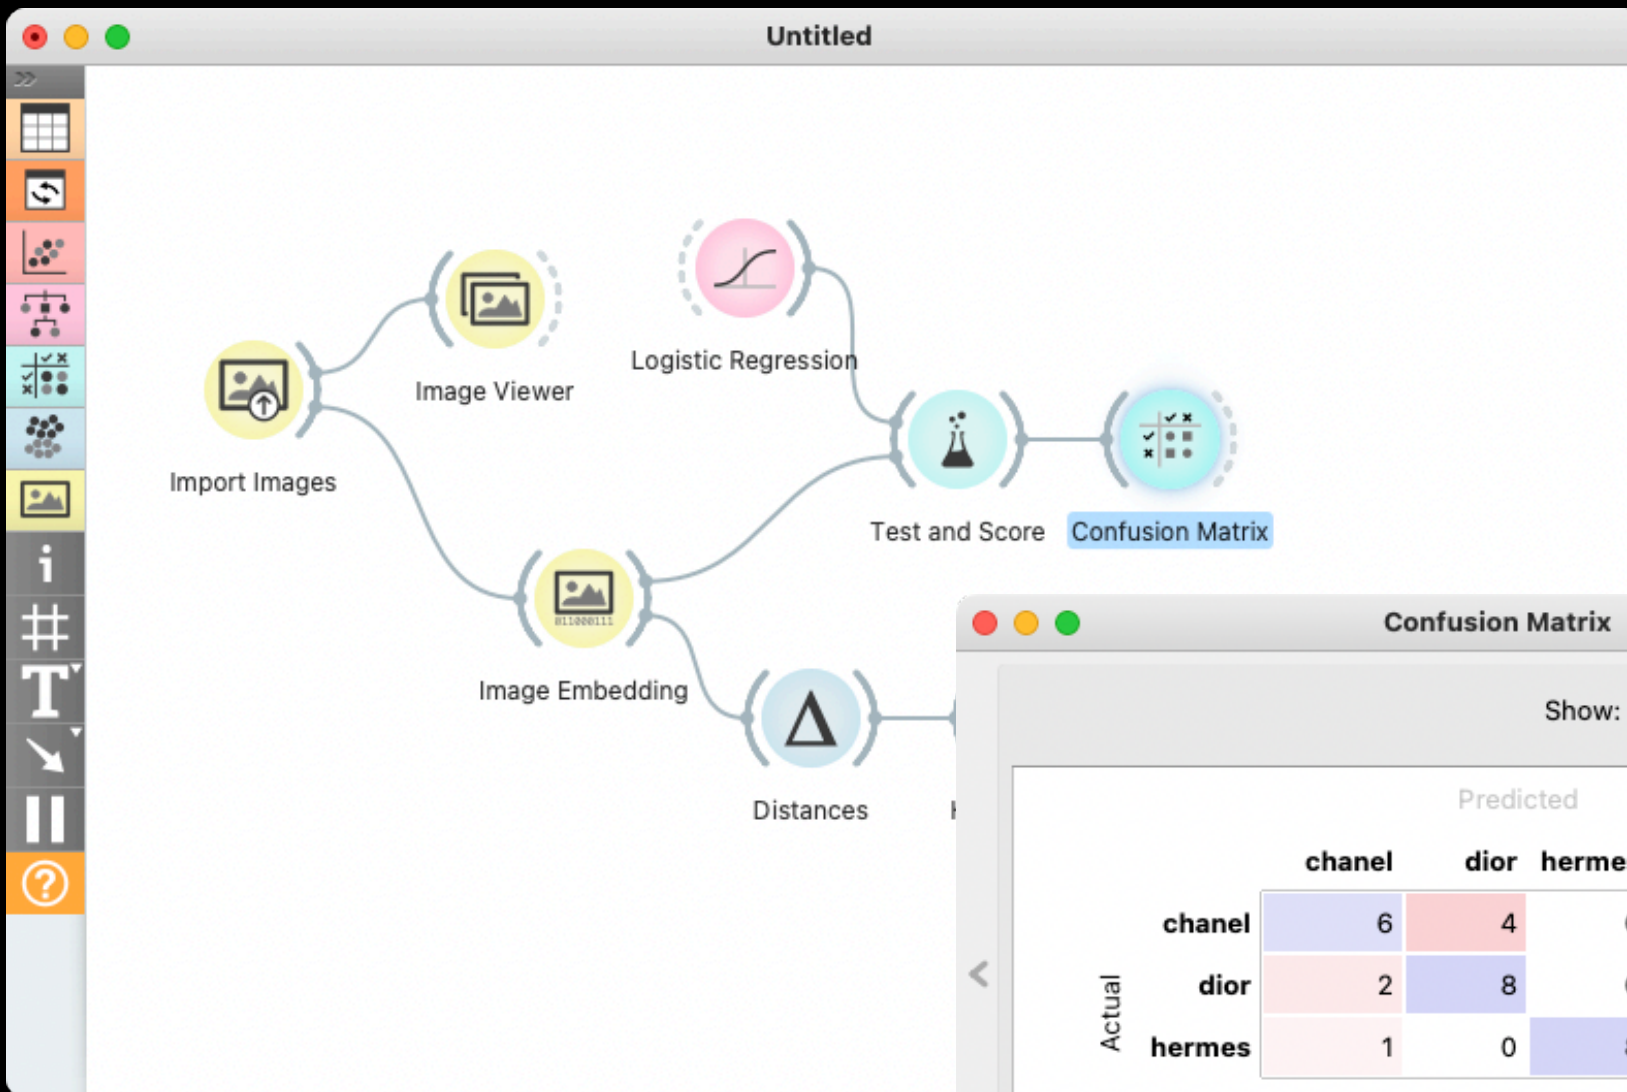 Untitled
Logistic Regression
Image Viewer
Import Images
Test and Score
Confusion Matrix
011000111
Image Embedding
Distances
Confusion Matrix
Show:
Predicted
chanel dior
chanel 6 4
dior 2 8
Actual
hermes 1 0